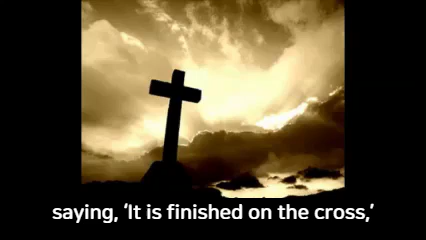 saying, ‘It is finished on the cross,’